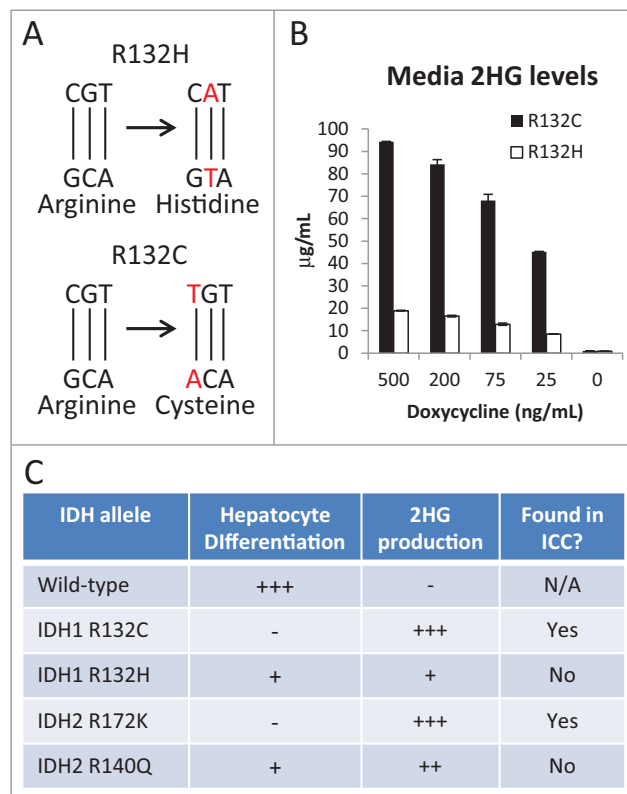 A
R132H
CGT CAT
GCA GTA
Arginine Histidine
R132C
CGT TGT
GCA ACA
Arginine Cysteine
B
Media 2HG levels
R132C
R132H
100
90
80
70
60
50
40
30
20
10
0
µg/mL
500 200 75 25 0
Doxycycline (ng/mL)
C
IDH allele Hepatocyte DIfferentiation 2HG production Found in ICC?
Wild-type +++ - N/A
IDH1 R132C - +++ Yes
IDH1 R132H + + No
IDH2 R172K - +++ Yes
IDH2 R140Q + ++ No